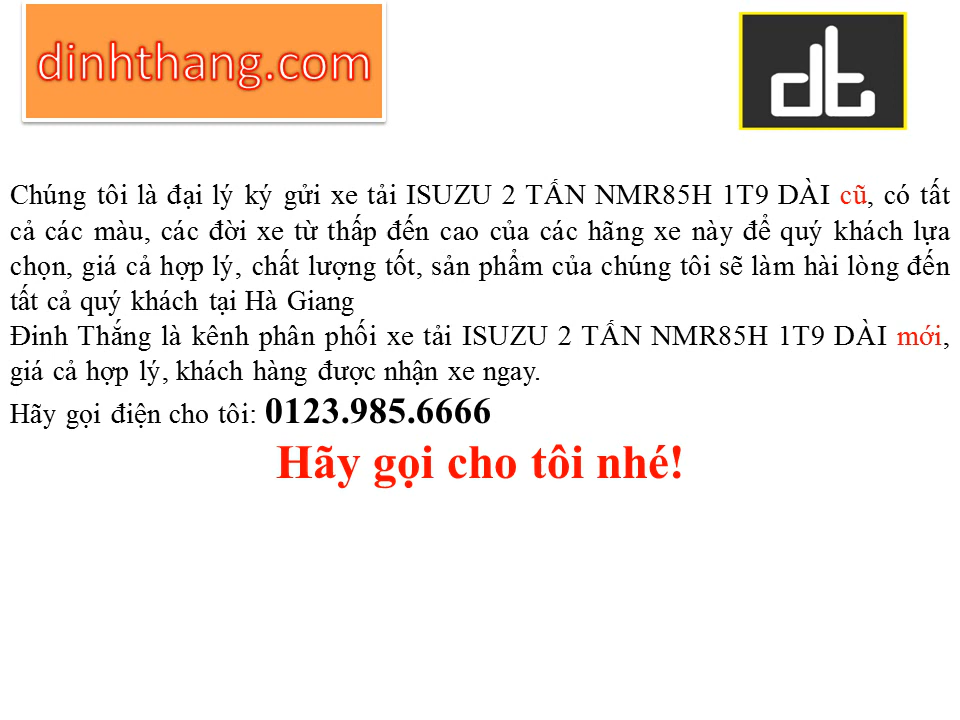 dinhthang.com
dt
Chúng tôi là đại lý ký gửi xe tải ISUZU 2 TẤN NMR85H 1T9 DÀI cũ, có tất
cả các màu, các đời xe từ thấp đến cao của các hãng xe này để quý khách lựa
chọn, giá cả hợp lý, chất lượng tốt, sản phẩm của chúng tôi sẽ làm hài lòng đến
tất cả quý khách tại Hà Giang
Đinh Thắng là kênh phân phối xe tải ISUZU 2 TẤN NMR85H 1T9 DÀI mới,
giá cả hợp lý, khách hàng được nhận xe ngay.
Hãy gọi điện cho tôi: 0123.985.6666
Hãy gọi cho tôi nhé!